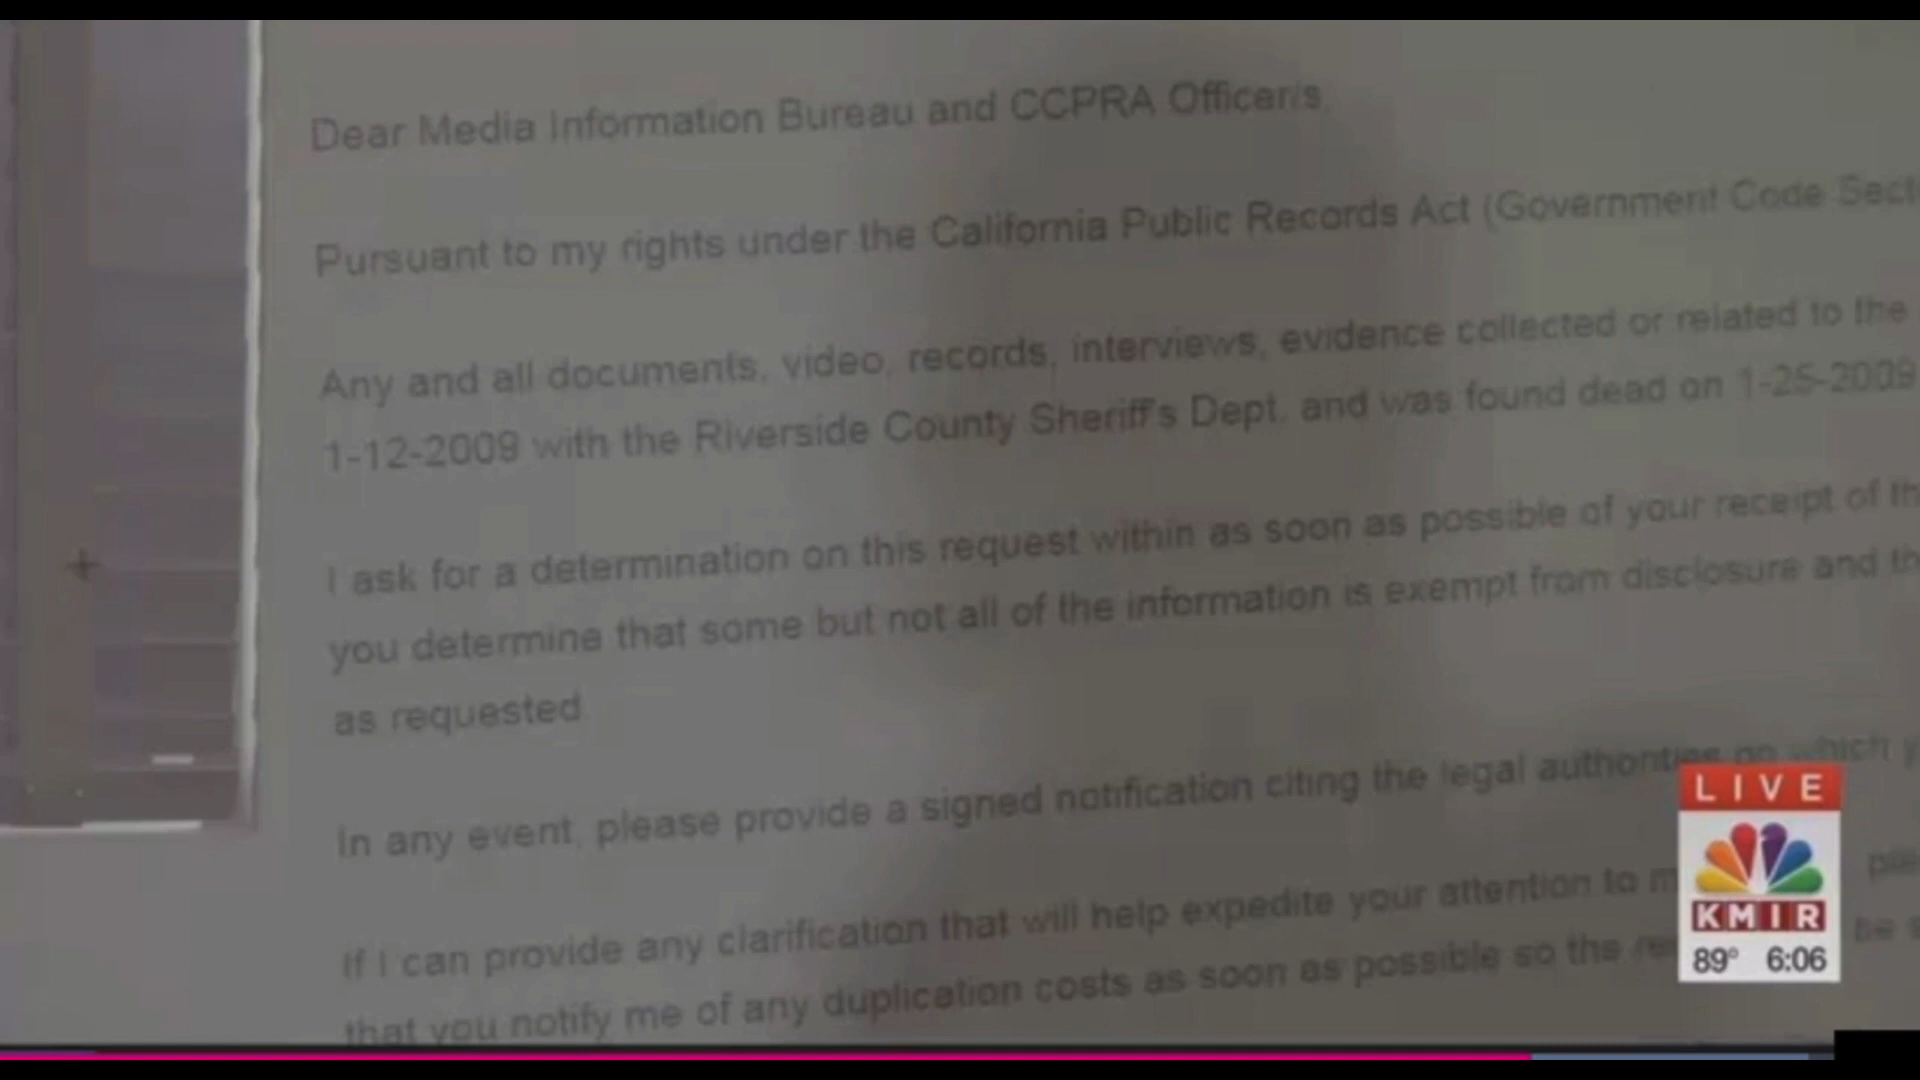 Dear Media Information Bureau and CCPRA Officer/s,
Pursuant to my rights under the California Public Records Act (Government Code Secti
Any and all documents, video, records, interviews, evidence collected or related to the
1-12-2009 with the Riverside County Sheriff's Dept. and was found dead on 1-25-2009
I ask for a determination on this request within as soon as possible of your receipt of th
you determine that some but not all of the information is exempt from disclosure and th
as requested.
In any event, please provide a signed notification citing the legal authorities on which y
If I can provide any clarification that will help expedite your attention to m
that you notify me of any duplication costs as soon as possible so the be s
LIVE
KMIR
89° 6:06